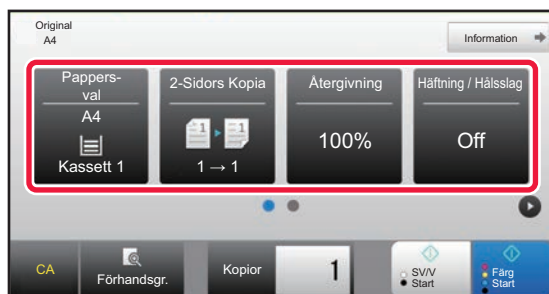 Original
A4
Information
Pappers-
val
A4
Kassett 1
2-Sidors Kopia
1 → 1
Återgivning
100%
Häftning / Hålsslag
Off
CA
Förhandsgr.
Kopior
1
SV/V
Start
Färg
Start